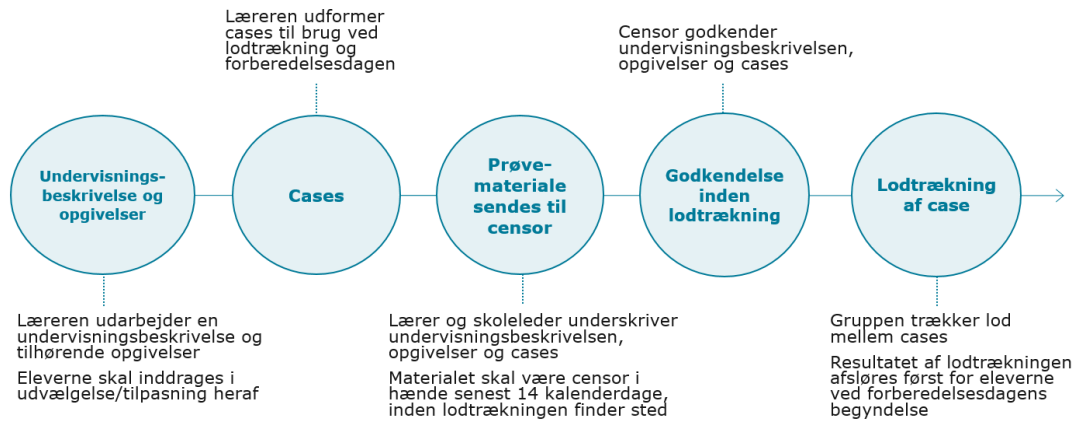 Læreren udformer
cases til brug ved
lodtrækning og
forberedelsesdagen
Censor godkender
undervisningsbeskrivelsen,
opgivelser og cases
Undervisnings-
beskrivelse og
opgivelser
Cases
Prøve-
materiale
sendes til
censor
Godkendelse
inden
lodtrækning
Lodtrækning
af case
Læreren udarbejder en
undervisningsbeskrivelse og
tilhørende opgivelser
Eleverne skal inddrages i
udvælgelse/tilpasning heraf
Lærer og skoleleder underskriver
undervisningsbeskrivelsen,
opgivelser og cases
Materialet skal være censor i
hænde senest 14 kalenderdage,
inden lodtrækningen finder sted
Gruppen trækker lod
mellem cases
Resultatet af lodtrækningen
afsløres først for eleverne
ved forberedelsesdagens
begyndelse